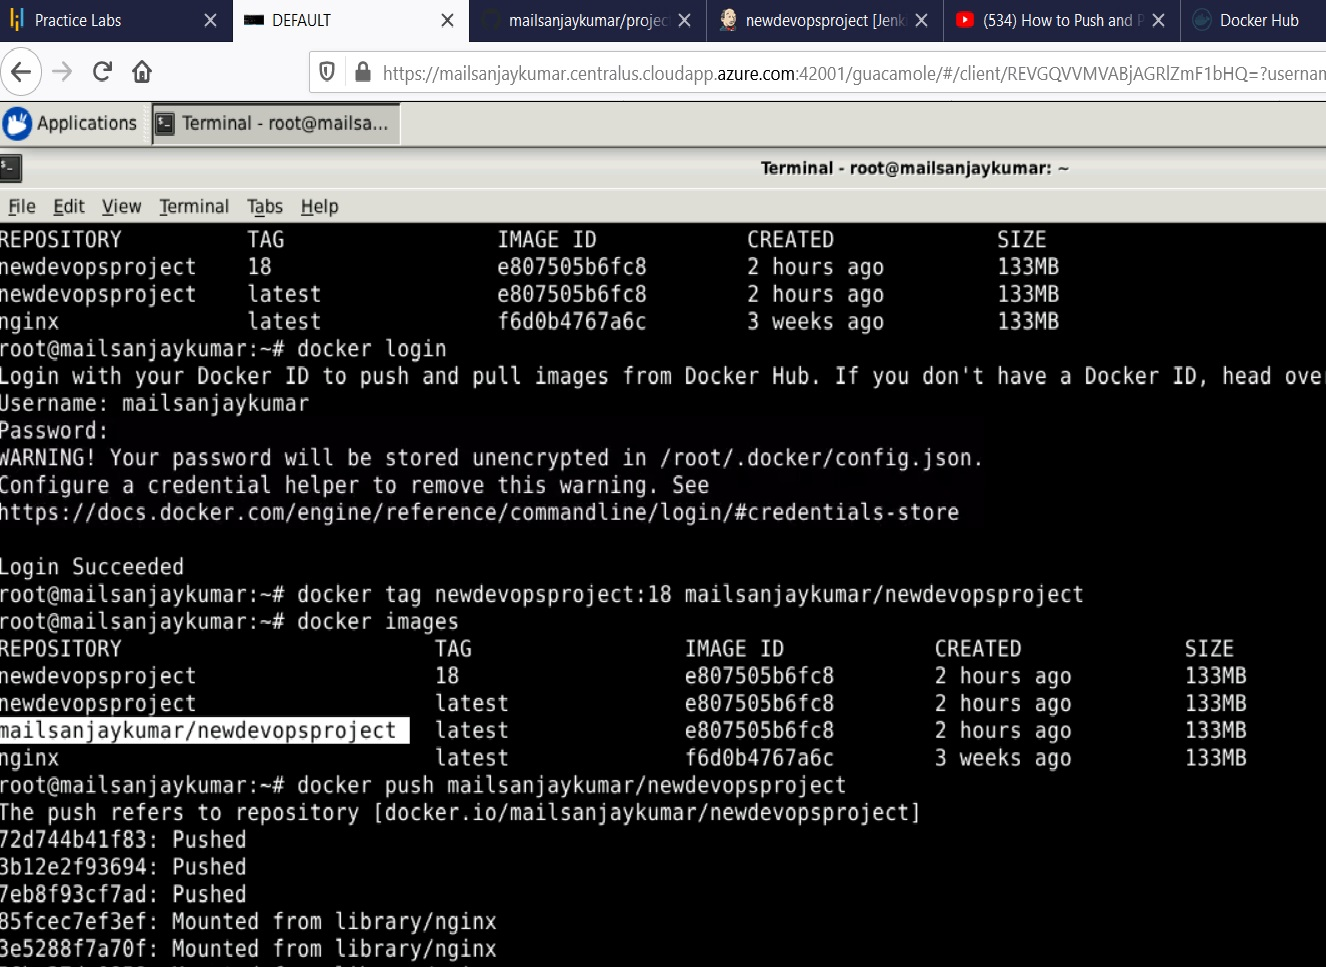 Practice Labs
DEFAULT
mailsanjaykumar/projec
newdevopsproject [Jenk
(534) How to Push and P
Docker Hub
https://mailsanjaykumar.centralus.cloudapp.azure.com:42001/guacamole/#/client/REVGQVVMVABjAGRlZmF1bHQ=?usernam
Applications
Terminal - root@mailsa...
Terminal - root@mailsanjaykumar: ~
File Edit View Terminal Tabs Help
REPOSITORY TAG IMAGE ID CREATED SIZE
newdevopsproject 18 e807505b6fc8 2 hours ago 133MB
newdevopsproject latest e807505b6fc8 2 hours ago 133MB
nginx latest f6d0b4767a6c 3 weeks ago 133MB
root@mailsanjaykumar:~# docker login
Login with your Docker ID to push and pull images from Docker Hub. If you don't have a Docker ID, head over
Username: mailsanjaykumar
Password:
WARNING! Your password will be stored unencrypted in /root/.docker/config.json.
Configure a credential helper to remove this warning. See
https://docs.docker.com/engine/reference/commandline/login/#credentials-store
Login Succeeded
root@mailsanjaykumar:~# docker tag newdevopsproject:18 mailsanjaykumar/newdevopsproject
root@mailsanjaykumar:~# docker images
REPOSITORY TAG IMAGE ID CREATED SIZE
newdevopsproject 18 e807505b6fc8 2 hours ago 133MB
newdevopsproject latest e807505b6fc8 2 hours ago 133MB
mailsanjaykumar/newdevopsproject latest e807505b6fc8 2 hours ago 133MB
nginx latest f6d0b4767a6c 3 weeks ago 133MB
root@mailsanjaykumar:~# docker push mailsanjaykumar/newdevopsproject
The push refers to repository [docker.io/mailsanjaykumar/newdevopsproject]
72d744b41f83: Pushed
3b12e2f93694: Pushed
7eb8f93cf7ad: Pushed
85fcec7ef3ef: Mounted from library/nginx
3e5288f7a70f: Mounted from library/nginx